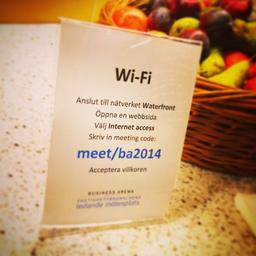 Wi-Fi
Anslut till nätverket Waterfront
Öppna en webbsida
Välj Internet access
Skriv in meeting code:
meet/ba2014
Acceptera villkoren
BUSINESS ARENA
FASTIGHETSBRANSCHENS
ledande mötesplats